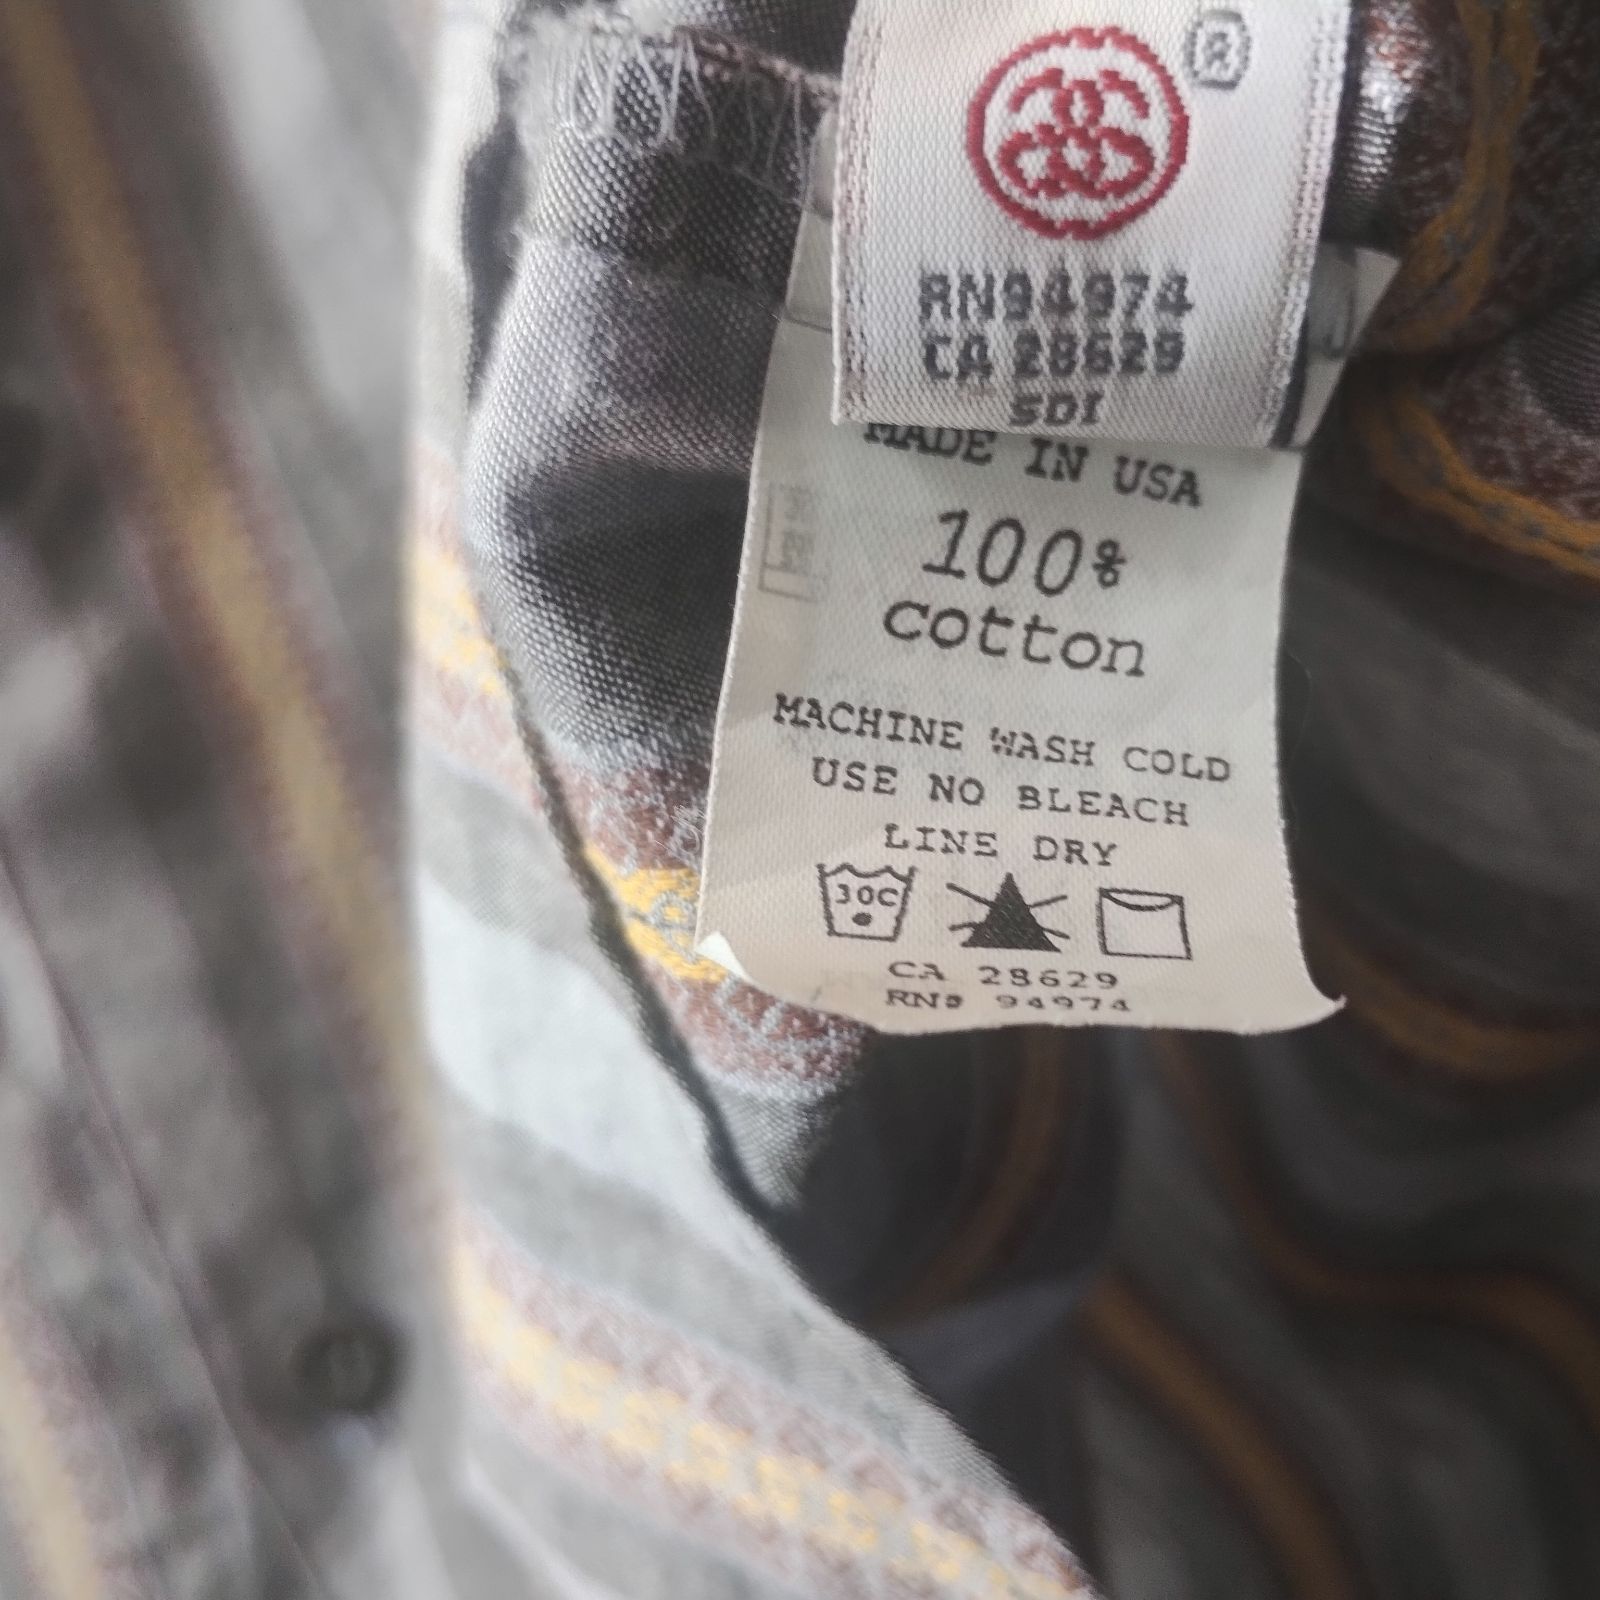 ®
RN94974
CA 28629
SDI
MADE IN USA
100%
cotton
MACHINE WASH COLD
USE NO BLEACH
LINE DRY
30C
CA 28629
RN# 94974